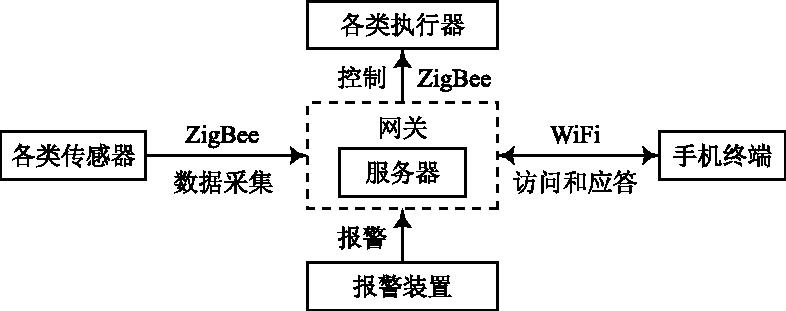 各类执行器
控制 ZigBee
网关
ZigBee
WiFi
各类传感器
服务器
手机终端
数据采集
访问和应答
报警
报警装置